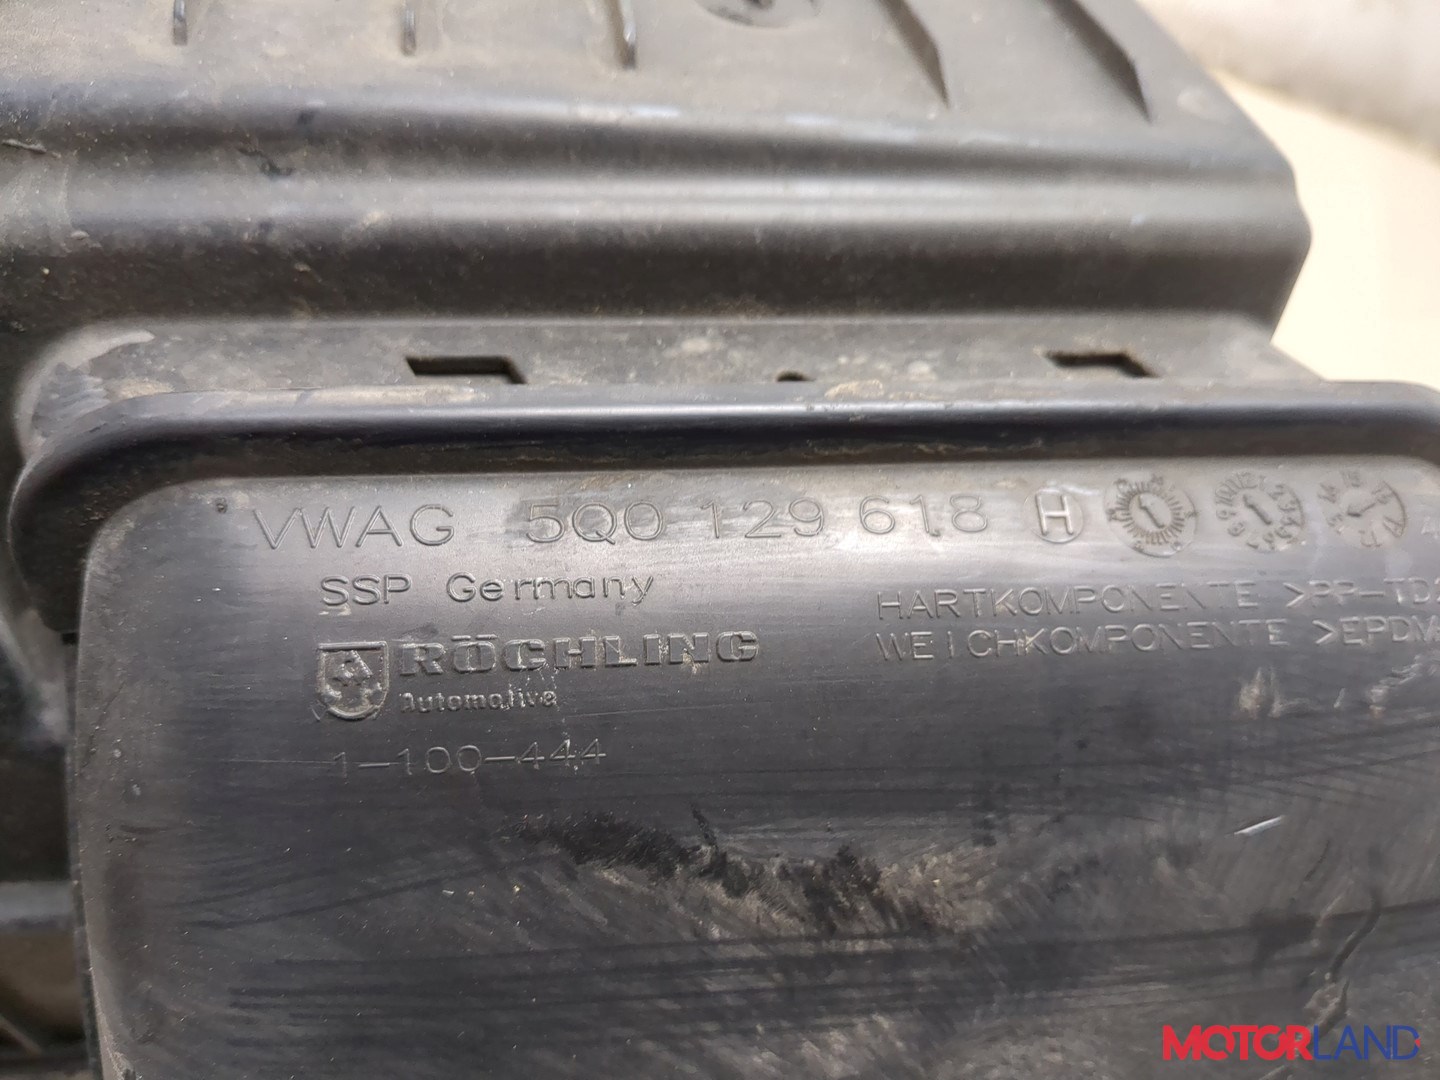 VWAG 5Q0 129 618 H
SSP Germany
HARTKOMPONENTE >PP-TD2
WEICHKOMPONENTE >EPDM
RÖCHLING
Automotive
1-100-444
MOTORLAND